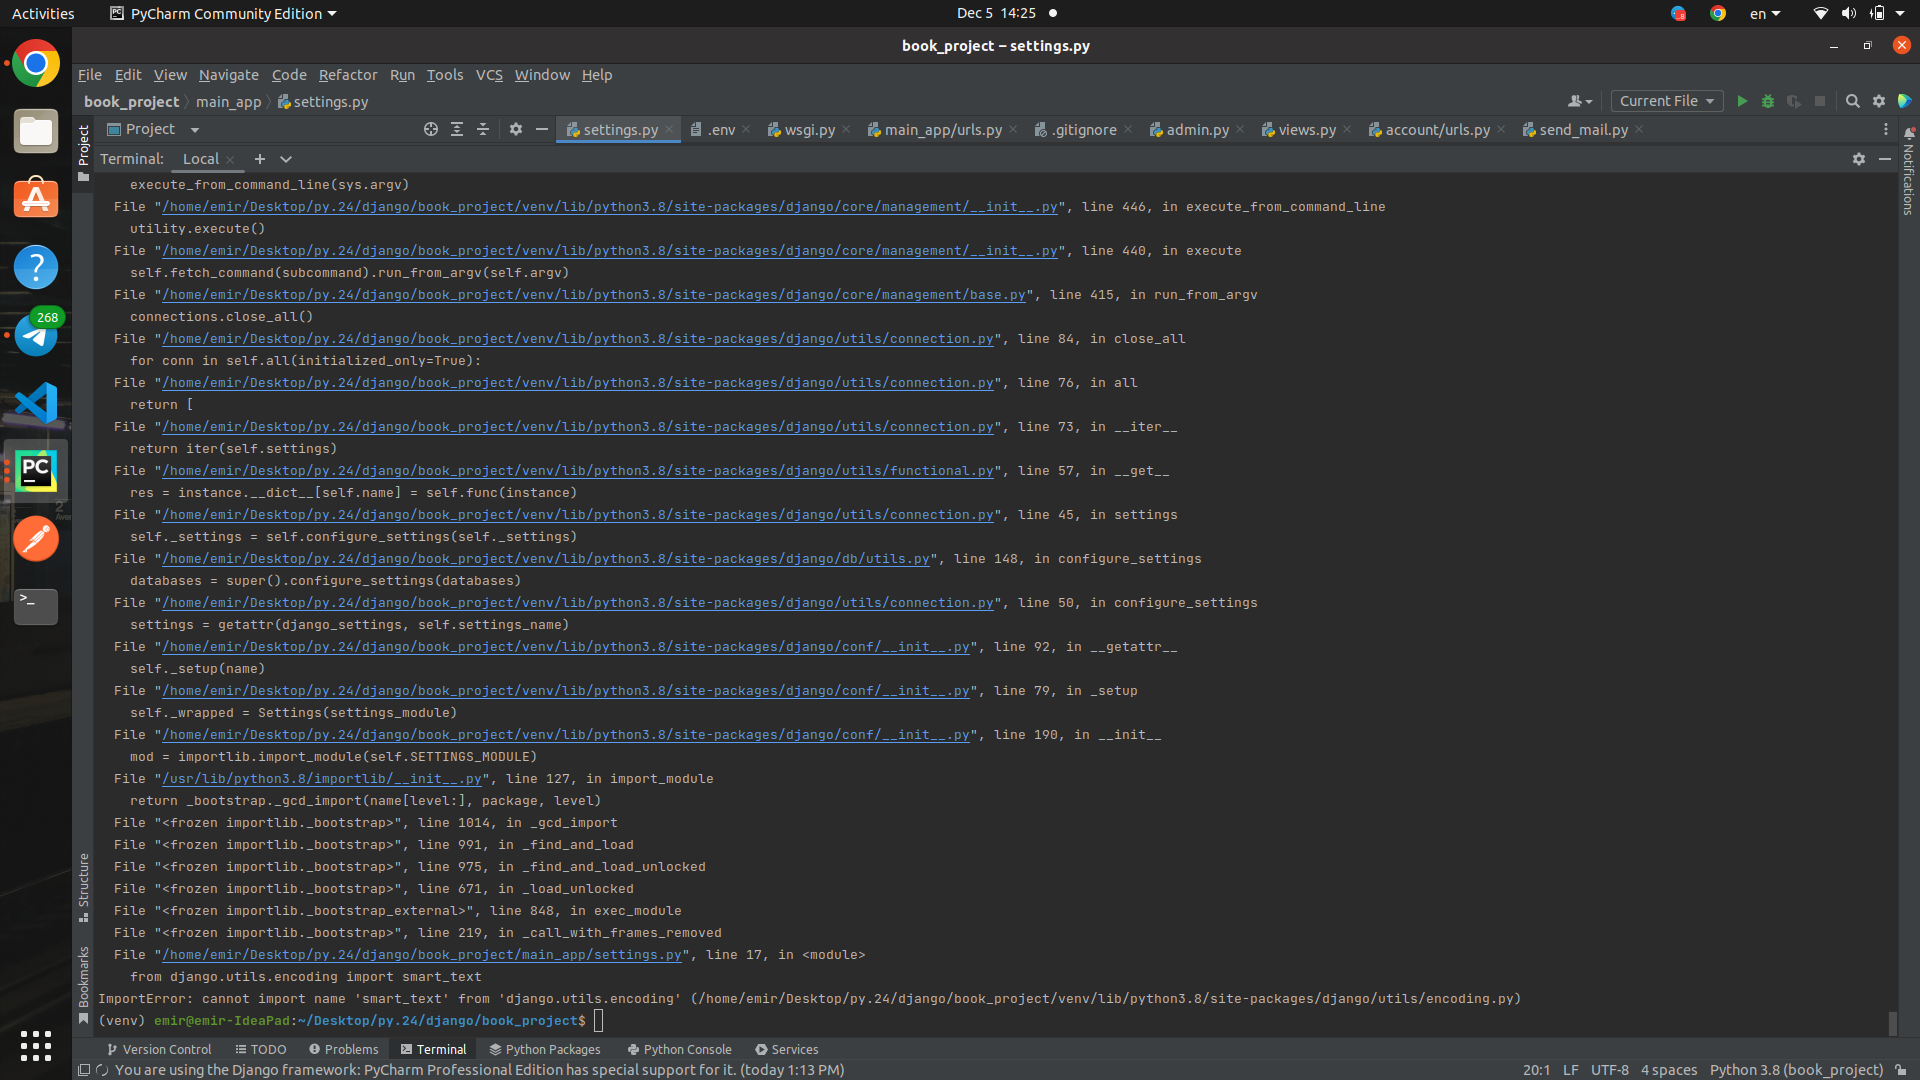 Activities
PyCharm Community Edition
Dec 5 14:25
8
en
book_project – settings.py
File Edit View Navigate Code Refactor Run Tools VCS Window Help
book_project main_app settings.py
Current File
Project
settings.py
.env
wsgi.py
main_app/urls.py
.gitignore
admin.py
views.py
account/urls.py
send_mail.py
Project
Notifications
Terminal: Local
268
PC
>_
execute_from_command_line(sys.argv)
File "/home/emir/Desktop/py.24/django/book_project/venv/lib/python3.8/site-packages/django/core/management/__init__.py", line 446, in execute_from_command_line
utility.execute()
File "/home/emir/Desktop/py.24/django/book_project/venv/lib/python3.8/site-packages/django/core/management/__init__.py", line 440, in execute
self.fetch_command(subcommand).run_from_argv(self.argv)
File "/home/emir/Desktop/py.24/django/book_project/venv/lib/python3.8/site-packages/django/core/management/base.py", line 415, in run_from_argv
connections.close_all()
File "/home/emir/Desktop/py.24/django/book_project/venv/lib/python3.8/site-packages/django/utils/connection.py", line 84, in close_all
for conn in self.all(initialized_only=True):
File "/home/emir/Desktop/py.24/django/book_project/venv/lib/python3.8/site-packages/django/utils/connection.py", line 76, in all
return [
File "/home/emir/Desktop/py.24/django/book_project/venv/lib/python3.8/site-packages/django/utils/connection.py", line 73, in __iter__
return iter(self.settings)
File "/home/emir/Desktop/py.24/django/book_project/venv/lib/python3.8/site-packages/django/utils/functional.py", line 57, in __get__
res = instance.__dict__[self.name] = self.func(instance)
File "/home/emir/Desktop/py.24/django/book_project/venv/lib/python3.8/site-packages/django/utils/connection.py", line 45, in settings
self._settings = self.configure_settings(self._settings)
File "/home/emir/Desktop/py.24/django/book_project/venv/lib/python3.8/site-packages/django/db/utils.py", line 148, in configure_settings
databases = super().configure_settings(databases)
File "/home/emir/Desktop/py.24/django/book_project/venv/lib/python3.8/site-packages/django/utils/connection.py", line 50, in configure_settings
settings = getattr(django_settings, self.settings_name)
File "/home/emir/Desktop/py.24/django/book_project/venv/lib/python3.8/site-packages/django/conf/__init__.py", line 92, in __getattr__
self._setup(name)
File "/home/emir/Desktop/py.24/django/book_project/venv/lib/python3.8/site-packages/django/conf/__init__.py", line 79, in _setup
self._wrapped = Settings(settings_module)
File "/home/emir/Desktop/py.24/django/book_project/venv/lib/python3.8/site-packages/django/conf/__init__.py", line 190, in __init__
mod = importlib.import_module(self.SETTINGS_MODULE)
File "/usr/lib/python3.8/importlib/__init__.py", line 127, in import_module
return _bootstrap._gcd_import(name[level:], package, level)
File "<frozen importlib._bootstrap>", line 1014, in _gcd_import
File "<frozen importlib._bootstrap>", line 991, in _find_and_load
File "<frozen importlib._bootstrap>", line 975, in _find_and_load_unlocked
File "<frozen importlib._bootstrap>", line 671, in _load_unlocked
File "<frozen importlib._bootstrap_external>", line 848, in exec_module
File "<frozen importlib._bootstrap>", line 219, in _call_with_frames_removed
File "/home/emir/Desktop/py.24/django/book_project/main_app/settings.py", line 17, in <module>
from django.utils.encoding import smart_text
ImportError: cannot import name 'smart_text' from 'django.utils.encoding' (/home/emir/Desktop/py.24/django/book_project/venv/lib/python3.8/site-packages/django/utils/encoding.py)
(venv) emir@emir-IdeaPad:~/Desktop/py.24/django/book_project$
Structure
Bookmarks
Version Control
TODO
Problems
Terminal
Python Packages
Python Console
Services
You are using the Django framework: PyCharm Professional Edition has special support for it. (today 1:13 PM)
20:1 LF UTF-8 4 spaces Python 3.8 (book_project)